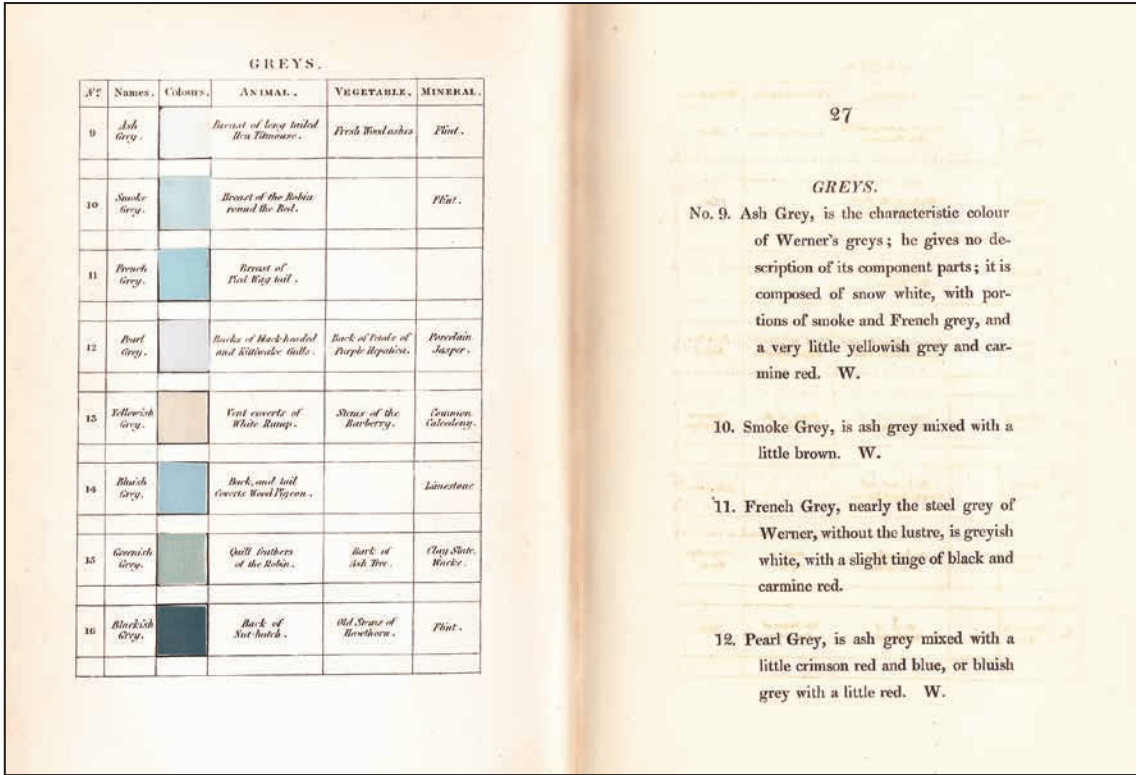 GREYS.
Nº. Names. Colours. ANIMAL. VEGETABLE. MINERAL.
9 Ash Grey. Breast of long tailed Hen Titmouse. Fresh Wood ashes Flint.
10 Smoke Grey. Breast of the Robin round the Red. Flint.
11 French Grey. Breast of Pied Wag tail.
12 Pearl Grey. Backs of black-headed and Kittiwake Gulls. Back of Petals of Purple Hepatica. Porcelain Jasper.
13 Yellowish Grey. Vent coverts of White Rump. Stems of the Barberry. Common Calcedony.
14 Bluish Grey. Back, and tail Coverts Wood Pigeon. Limestone
15 Greenish Grey. Quill feathers of the Robin. Bark of Ash Tree. Clay Slate. Wacke.
16 Blackish Grey. Back of Nut-hatch. Old Stems of Hawthorn. Flint.
27
GREYS.
No. 9. Ash Grey, is the characteristic colour
of Werner's greys; he gives no de-
scription of its component parts; it is
composed of snow white, with por-
tions of smoke and French grey, and
a very little yellowish grey and car-
mine red. W.
10. Smoke Grey, is ash grey mixed with a
little brown. W.
11. French Grey, nearly the steel grey of
Werner, without the lustre, is greyish
white, with a slight tinge of black and
carmine red.
12. Pearl Grey, is ash grey mixed with a
little crimson red and blue, or bluish
grey with a little red. W.